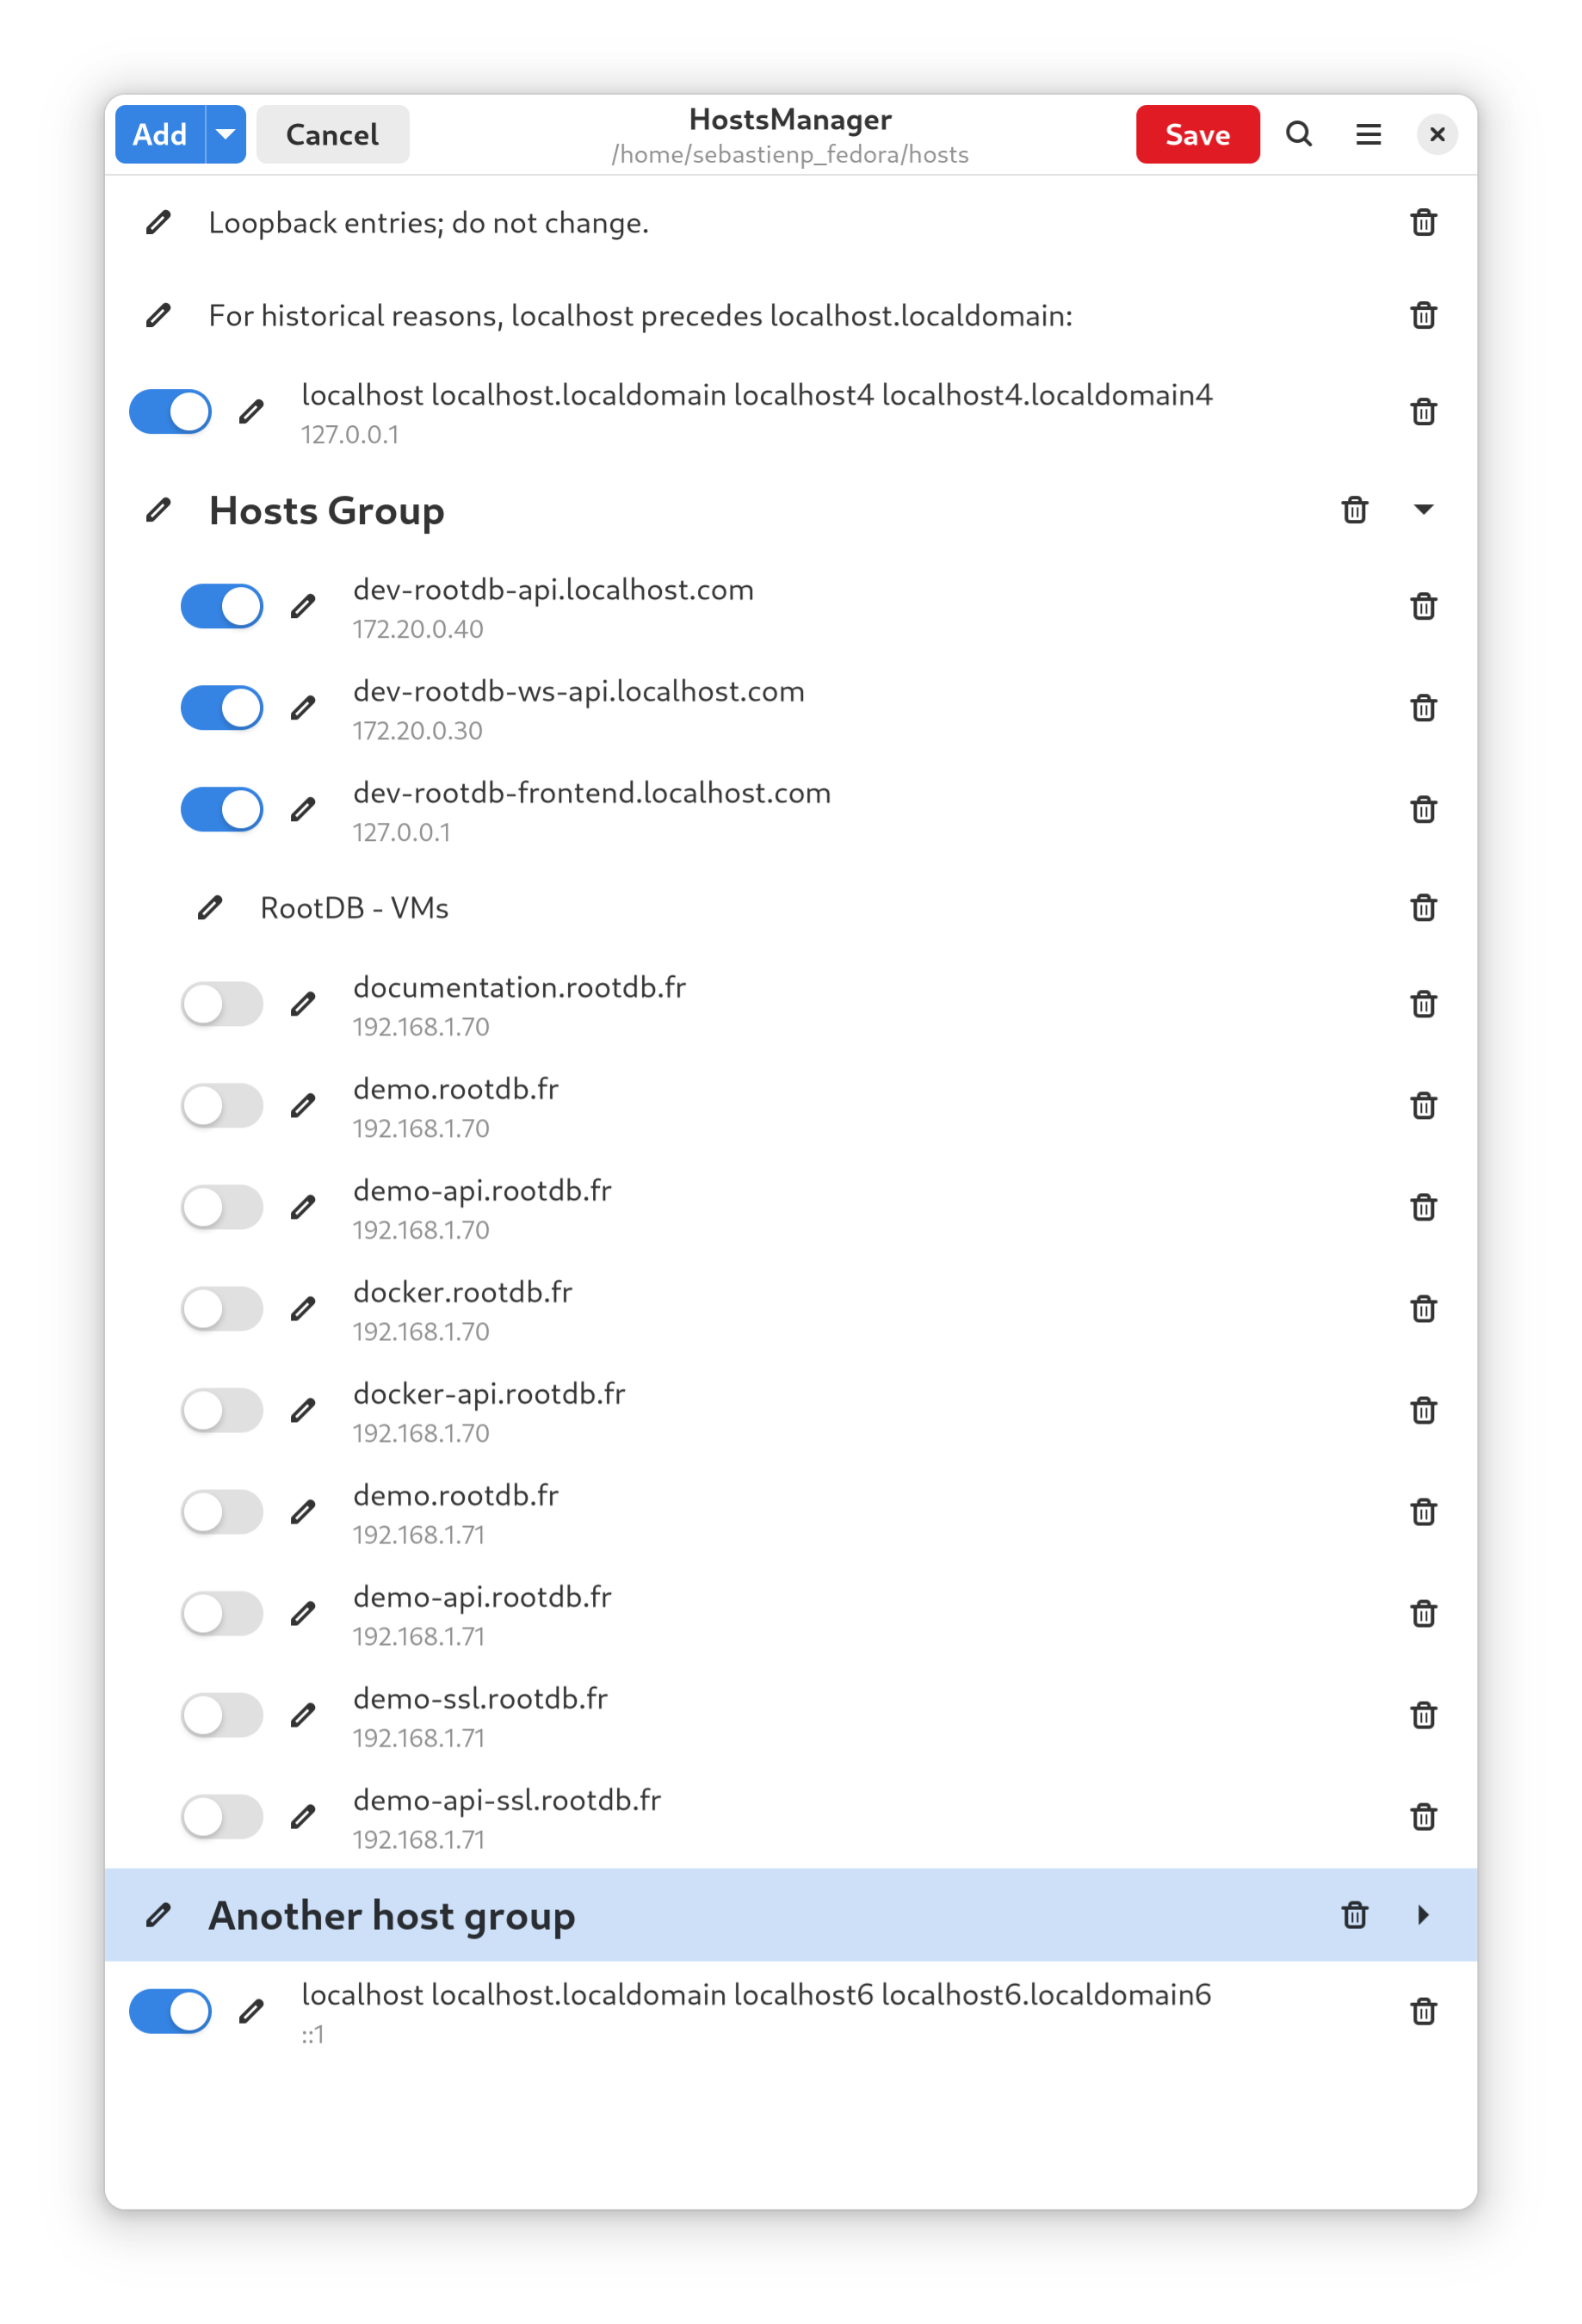 Add
Cancel
HostsManager
/home/sebastienp_fedora/hosts
Save
Loopback entries; do not change.
For historical reasons, localhost precedes localhost.localdomain:
localhost localhost.localdomain localhost4 localhost4.localdomain4
127.0.0.1
Hosts Group
dev-rootdb-api.localhost.com
172.20.0.40
dev-rootdb-ws-api.localhost.com
172.20.0.30
dev-rootdb-frontend.localhost.com
127.0.0.1
RootDB - VMs
documentation.rootdb.fr
192.168.1.70
demo.rootdb.fr
192.168.1.70
demo-api.rootdb.fr
192.168.1.70
docker.rootdb.fr
192.168.1.70
docker-api.rootdb.fr
192.168.1.70
demo.rootdb.fr
192.168.1.71
demo-api.rootdb.fr
192.168.1.71
demo-ssl.rootdb.fr
192.168.1.71
demo-api-ssl.rootdb.fr
192.168.1.71
Another host group
localhost localhost.localdomain localhost6 localhost6.localdomain6
::1